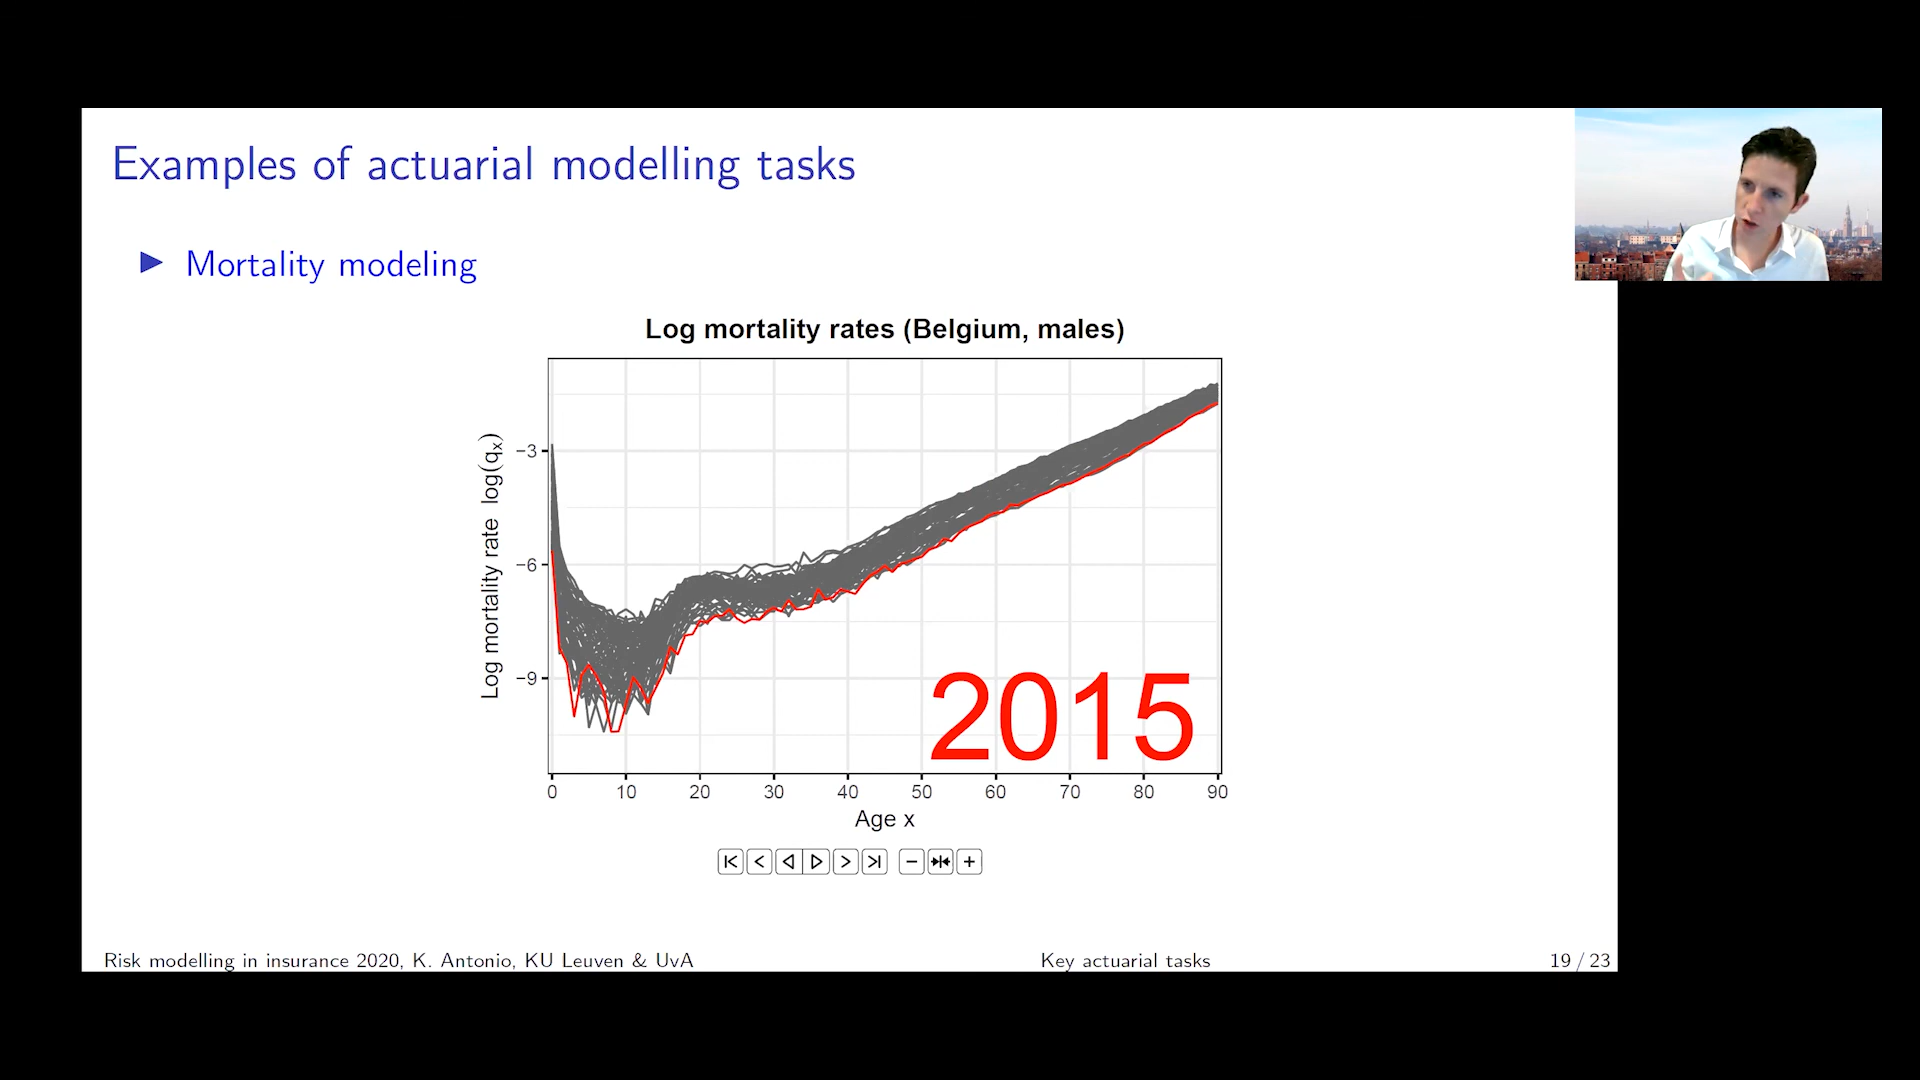 Examples of actuarial modelling tasks
Mortality modeling
Log mortality rates (Belgium, males)
Log mortality rate log(qx)
−3
−6
−9
2015
0 10 20 30 40 50 60 70 80 90
Age x
Risk modelling in insurance 2020, K. Antonio, KU Leuven & UvA Key actuarial tasks 19 / 23